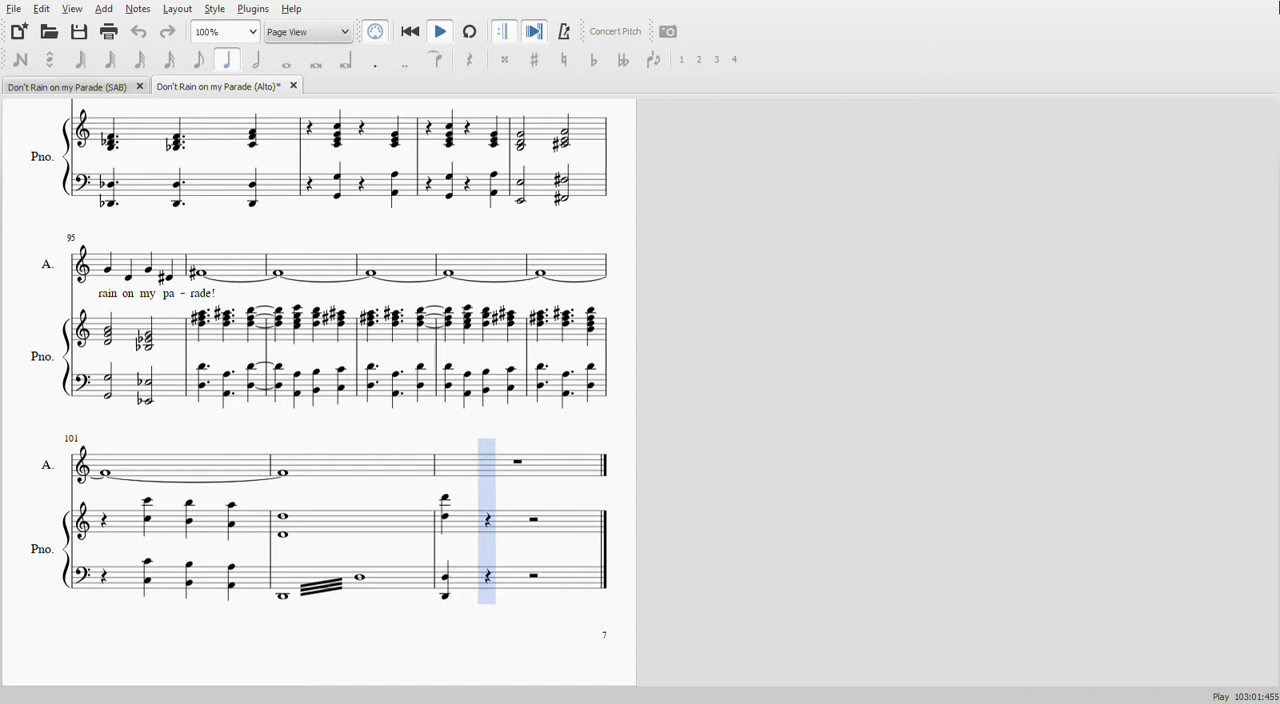 File Edit View Add Notes Layout Style Plugins Help
100% Page View Concert Pitch
1 2 3 4
Don't Rain on my Parade (SAB) Don't Rain on my Parade (Alto)*
Pno.
95
A.
rain on my pa - rade!
Pno.
101
A.
Pno.
7
Play 103:01:455